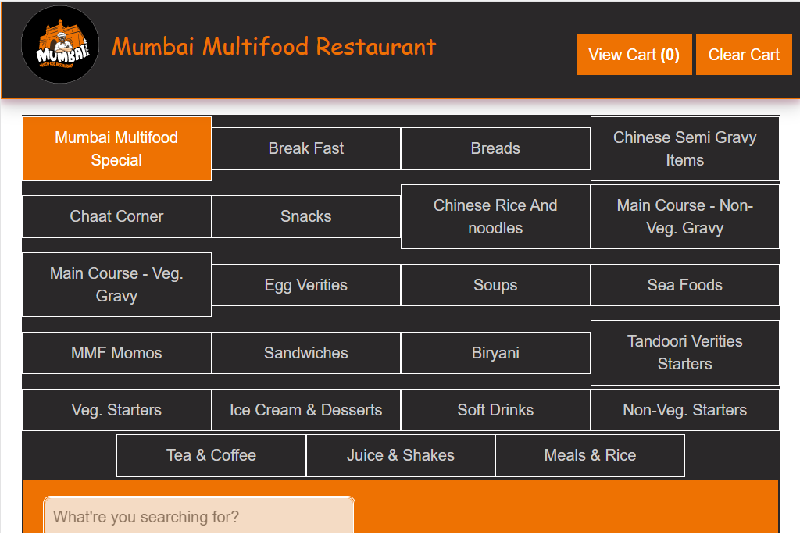 MUMBAI
Mumbai Multifood Restaurant
View Cart (0)
Clear Cart
Mumbai Multifood
Special
Break Fast
Breads
Chinese Semi Gravy
Items
Chaat Corner
Snacks
Chinese Rice And
noodles
Main Course - Non-
Veg. Gravy
Main Course - Veg.
Gravy
Egg Verities
Soups
Sea Foods
MMF Momos
Sandwiches
Biryani
Tandoori Verities
Starters
Veg. Starters
Ice Cream & Desserts
Soft Drinks
Non-Veg. Starters
Tea & Coffee
Juice & Shakes
Meals & Rice
What're you searching for?